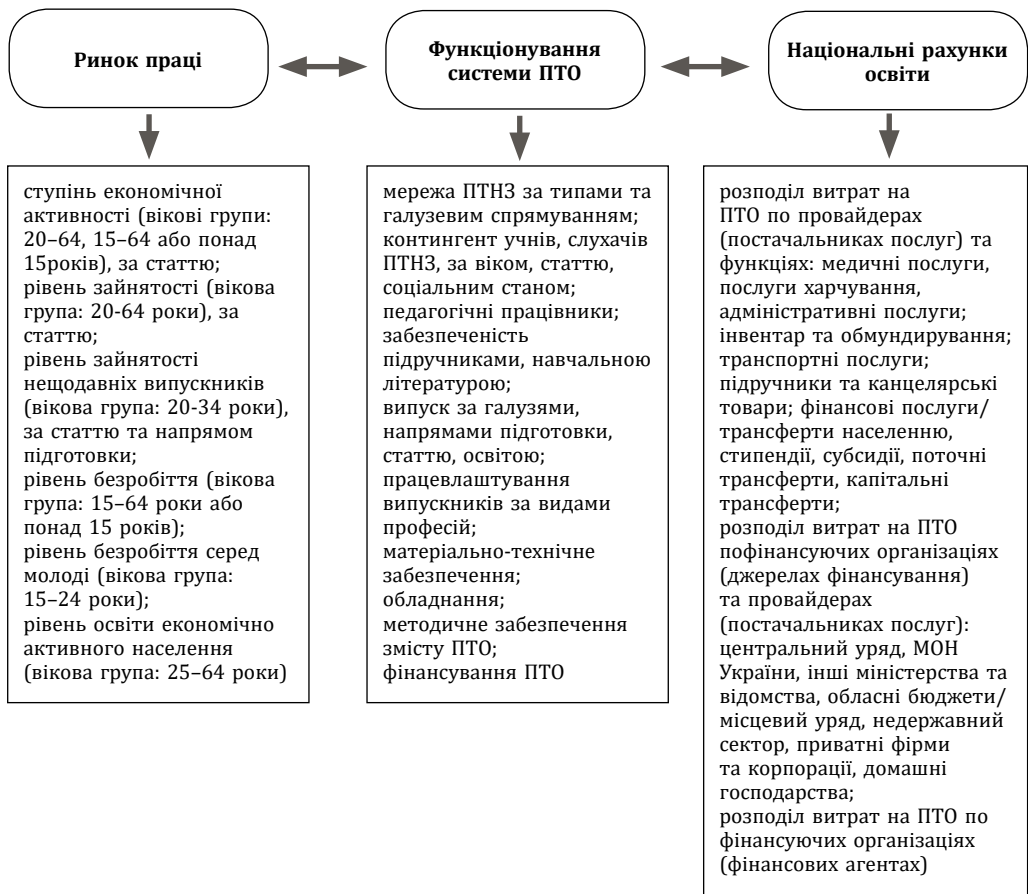 Ринок праці
Функціонування
системи ПТО
Національні рахунки
освіти
ступінь економічної
активності (вікові групи:
20–64, 15–64 або понад
15років), за статтю;
рівень зайнятості (вікова
група: 20-64 роки), за
статтю;
рівень зайнятості
нещодавніх випускників
(вікова група: 20-34 роки),
за статтю та напрямом
підготовки;
рівень безробіття (вікова
група: 15–64 роки або
понад 15 років);
рівень безробіття серед
молоді (вікова група:
15–24 роки);
рівень освіти економічно
активного населення
(вікова група: 25–64 роки)
мережа ПТНЗ за типами та
галузевим спрямуванням;
контингент учнів, слухачів
ПТНЗ, за віком, статтю,
соціальним станом;
педагогічні працівники;
забезпеченість
підручниками, навчальною
літературою;
випуск за галузями,
напрямами підготовки,
статтю, освітою;
працевлаштування
випускників за видами
професій;
матеріально-технічне
забезпечення;
обладнання;
методичне забезпечення
змісту ПТО;
фінансування ПТО
розподіл витрат на
ПТО по провайдерах
(постачальниках послуг) та
функціях: медичні послуги,
послуги харчування,
адміністративні послуги;
інвентар та обмундирування;
транспортні послуги;
підручники та канцелярські
товари; фінансові послуги/
трансферти населенню,
стипендії, субсидії, поточні
трансферти, капітальні
трансферти;
розподіл витрат на ПТО
пофінансуючих організаціях
(джерелах фінансування)
та провайдерах
(постачальниках послуг):
центральний уряд, МОН
України, інші міністерства та
відомства, обласні бюджети/
місцевий уряд, недержавний
сектор, приватні фірми
та корпорації, домашні
господарства;
розподіл витрат на ПТО по
фінансуючих організаціях
(фінансових агентах)